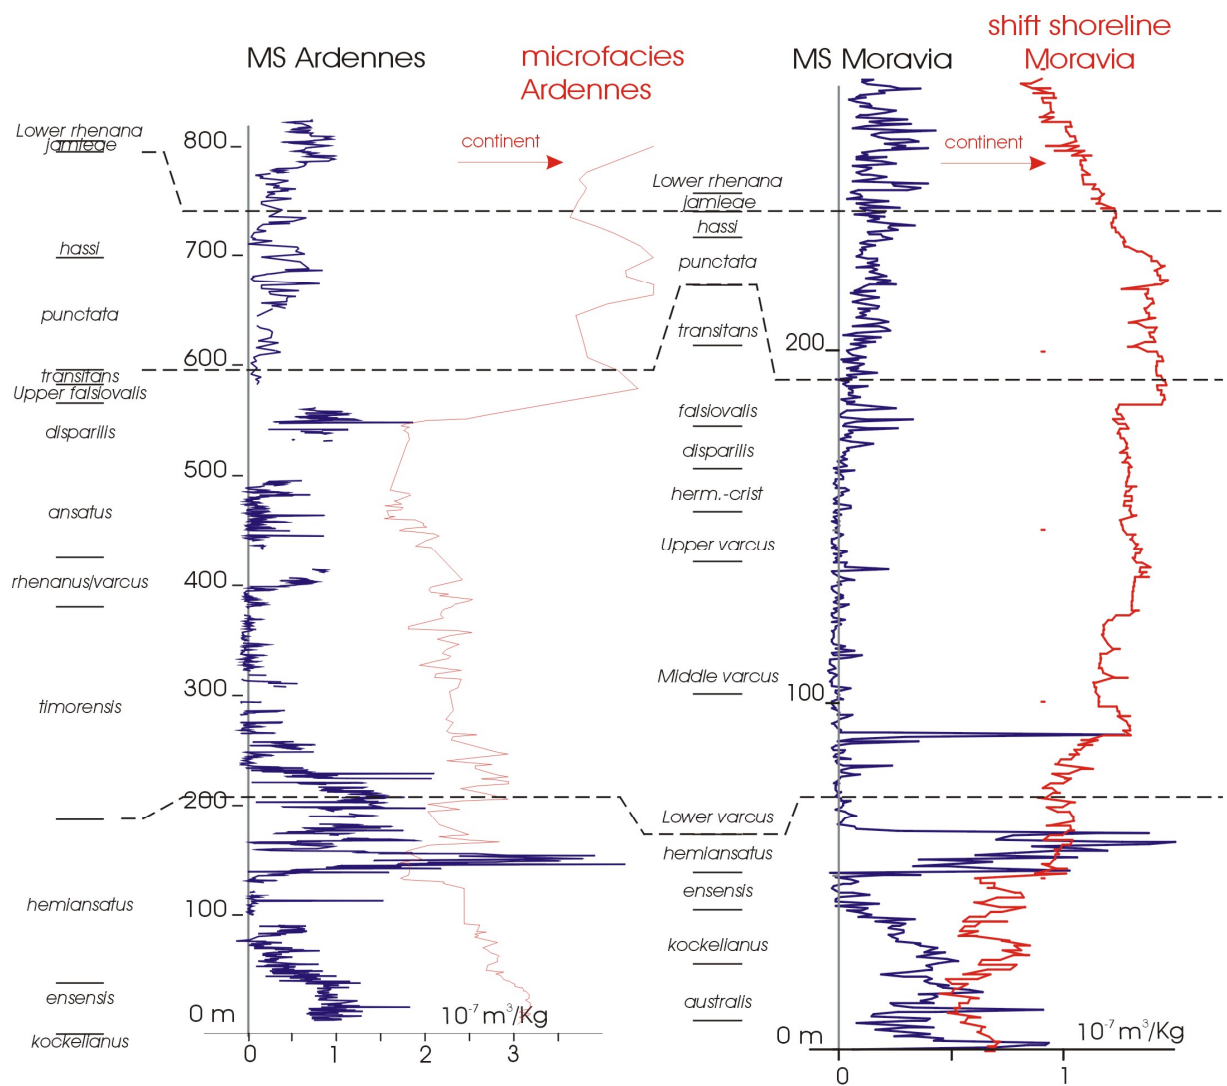 shift shoreline
Moravia
MS Ardennes
microfacies
Ardennes
MS Moravia
Lower rhenana
jamieae
hassi
punctata
transitans
Upper falsiovalis
disparilis
ansatus
rhenanus/varcus
timorensis
hemiansatus
ensensis
kockelianus
800
700
600
500
400
300
200
100
0 m
0
1
2
3
10-7 m3/Kg
continent
Lower rhenana
jamieae
hassi
punctata
transitans
falsiovalis
disparilis
herm.-crist
Upper varcus
Middle varcus
Lower varcus
hemiansatus
ensensis
kockelianus
australis
continent
200
100
0 m
10-7 m3/Kg
0
1